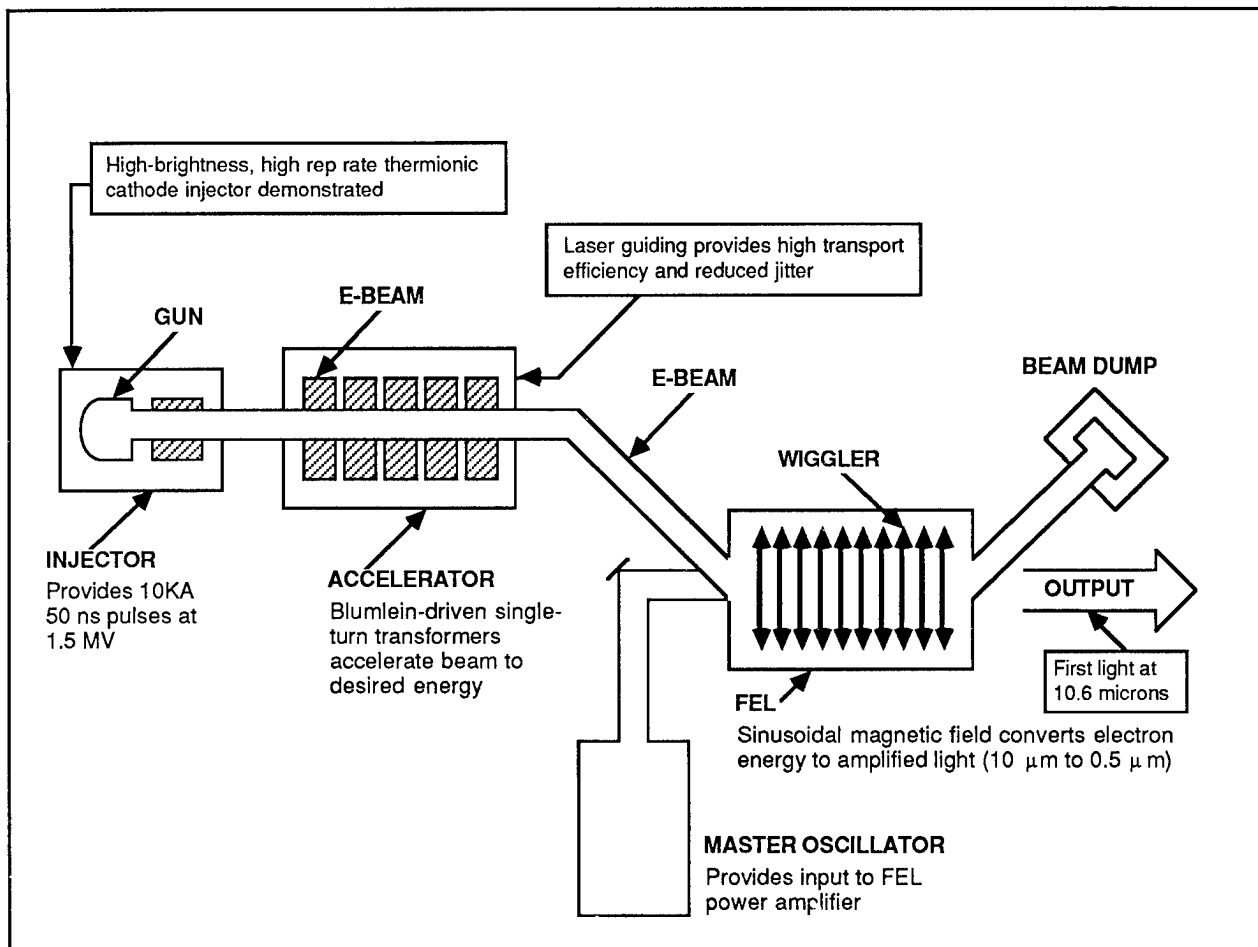 High-brightness, high rep rate thermionic
cathode injector demonstrated
Laser guiding provides high transport
efficiency and reduced jitter
E-BEAM
GUN
E-BEAM
BEAM DUMP
WIGGLER
INJECTOR
Provides 10KA
50 ns pulses at
1.5 MV
ACCELERATOR
Blumlein-driven single-
turn transformers
accelerate beam to
desired energy
OUTPUT
First light at
10.6 microns
FEL
Sinusoidal magnetic field converts electron
energy to amplified light (10 μm to 0.5 μm)
MASTER OSCILLATOR
Provides input to FEL
power amplifier